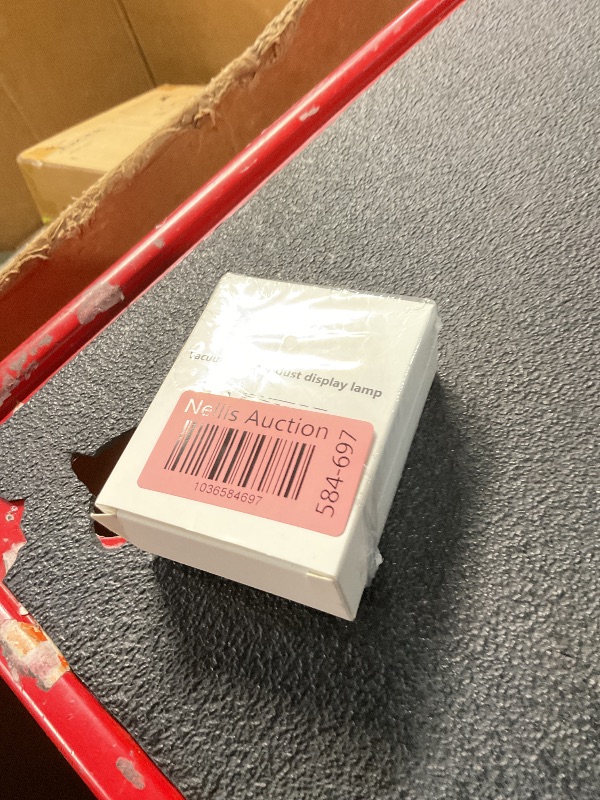 dust display lamp
Nellis Auction
1036584697
584-697